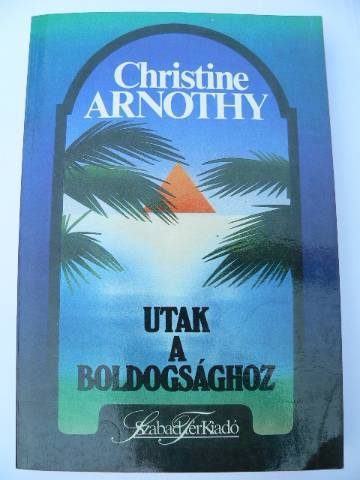 Christine
ARNOTHY
UTAK
A
BOLDOGSÁGHOZ
Szabad Tér Kiadó